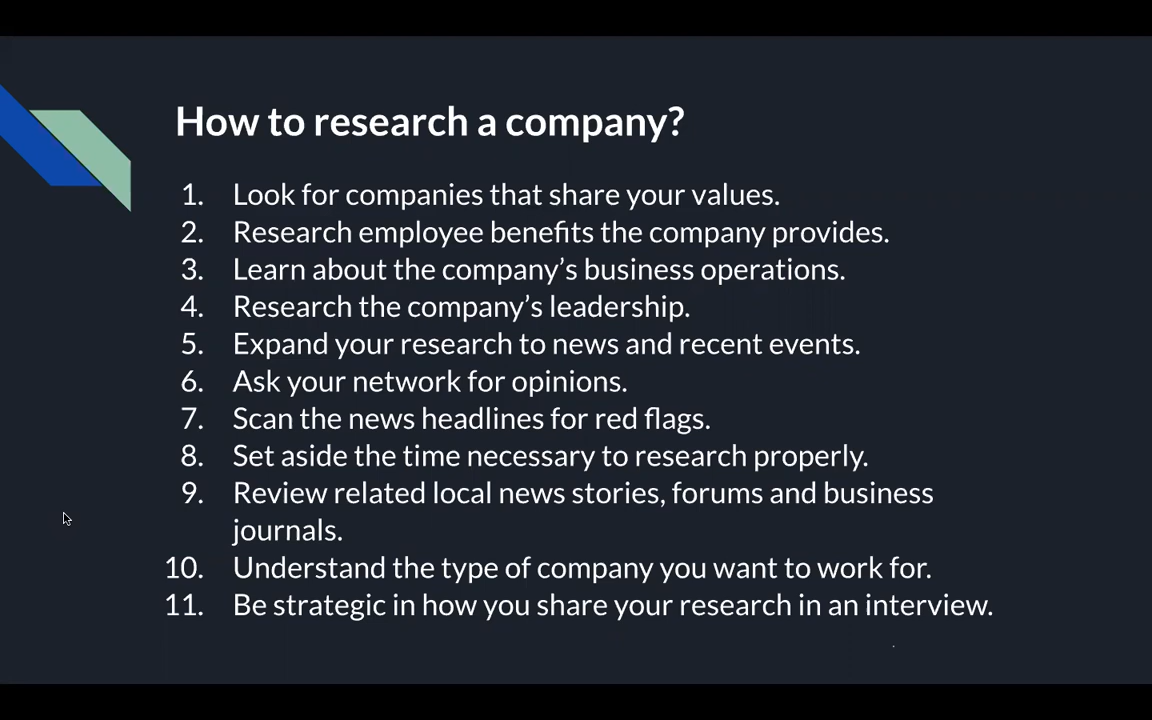 How to research a company?
1. Look for companies that share your values.
2. Research employee benefits the company provides.
3. Learn about the company’s business operations.
4. Research the company’s leadership.
5. Expand your research to news and recent events.
6. Ask your network for opinions.
7. Scan the news headlines for red flags.
8. Set aside the time necessary to research properly.
9. Review related local news stories, forums and business
journals.
10. Understand the type of company you want to work for.
11. Be strategic in how you share your research in an interview.